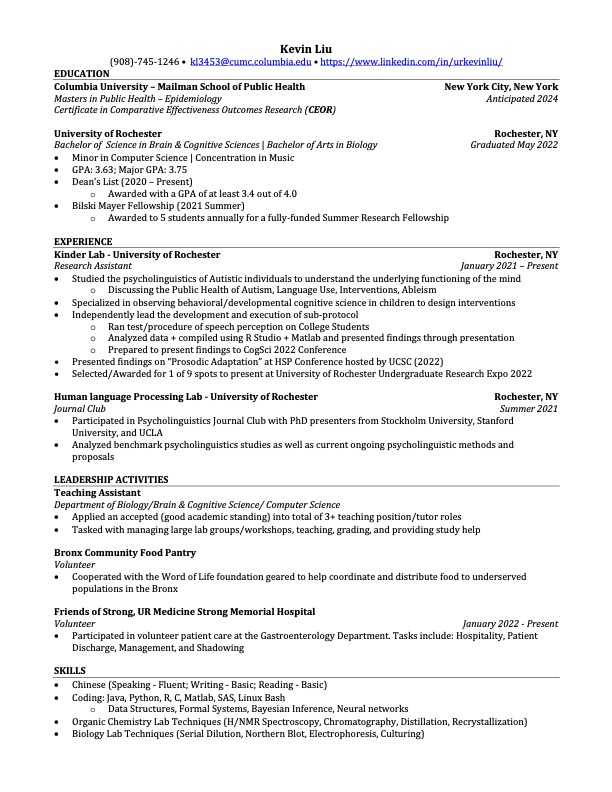 Kevin Liu
(908)-745-1246 • kl3453@cumc.columbia.edu • https://www.linkedin.com/in/urkevinliu/
EDUCATION
Columbia University – Mailman School of Public Health New York City, New York
Masters in Public Health – Epidemiology Anticipated 2024
Certificate in Comparative Effectiveness Outcomes Research (CEOR)
University of Rochester Rochester, NY
Bachelor of Science in Brain & Cognitive Sciences | Bachelor of Arts in Biology Graduated May 2022
• Minor in Computer Science | Concentration in Music
• GPA: 3.63; Major GPA: 3.75
• Dean's List (2020 – Present)
o Awarded with a GPA of at least 3.4 out of 4.0
• Bilski Mayer Fellowship (2021 Summer)
o Awarded to 5 students annually for a fully-funded Summer Research Fellowship
EXPERIENCE
Kinder Lab - University of Rochester Rochester, NY
Research Assistant January 2021 – Present
• Studied the psycholinguistics of Autistic individuals to understand the underlying functioning of the mind
o Discussing the Public Health of Autism, Language Use, Interventions, Ableism
• Specialized in observing behavioral/developmental cognitive science in children to design interventions
• Independently lead the development and execution of sub-protocol
o Ran test/procedure of speech perception on College Students
o Analyzed data + compiled using R Studio + Matlab and presented findings through presentation
o Prepared to present findings to CogSci 2022 Conference
• Presented findings on "Prosodic Adaptation" at HSP Conference hosted by UCSC (2022)
• Selected/Awarded for 1 of 9 spots to present at University of Rochester Undergraduate Research Expo 2022
Human language Processing Lab - University of Rochester Rochester, NY
Journal Club Summer 2021
• Participated in Psycholinguistics Journal Club with PhD presenters from Stockholm University, Stanford
University, and UCLA
• Analyzed benchmark psycholinguistics studies as well as current ongoing psycholinguistic methods and
proposals
LEADERSHIP ACTIVITIES
Teaching Assistant
Department of Biology/Brain & Cognitive Science/ Computer Science
• Applied an accepted (good academic standing) into total of 3+ teaching position/tutor roles
• Tasked with managing large lab groups/workshops, teaching, grading, and providing study help
Bronx Community Food Pantry
Volunteer
• Cooperated with the Word of Life foundation geared to help coordinate and distribute food to underserved
populations in the Bronx
Friends of Strong, UR Medicine Strong Memorial Hospital
Volunteer January 2022 - Present
• Participated in volunteer patient care at the Gastroenterology Department. Tasks include: Hospitality, Patient
Discharge, Management, and Shadowing
SKILLS
• Chinese (Speaking - Fluent; Writing - Basic; Reading - Basic)
• Coding: Java, Python, R, C, Matlab, SAS, Linux Bash
o Data Structures, Formal Systems, Bayesian Inference, Neural networks
• Organic Chemistry Lab Techniques (H/NMR Spectroscopy, Chromatography, Distillation, Recrystallization)
• Biology Lab Techniques (Serial Dilution, Northern Blot, Electrophoresis, Culturing)